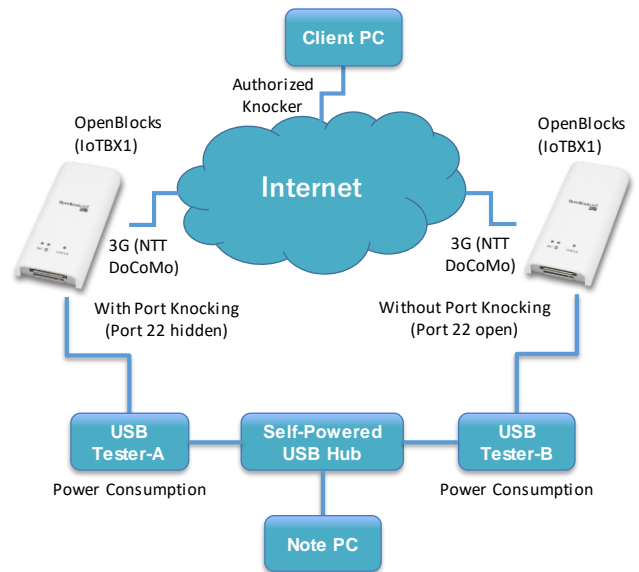 Client PC
Authorized
Knocker
OpenBlocks
(IoTBX1)
OpenBlocks
(IoTBX1)
Internet
3G (NTT
DoCoMo)
3G (NTT
DoCoMo)
With Port Knocking
(Port 22 hidden)
Without Port Knocking
(Port 22 open)
USB
Tester-A
Self-Powered
USB Hub
USB
Tester-B
Power Consumption
Power Consumption
Note PC